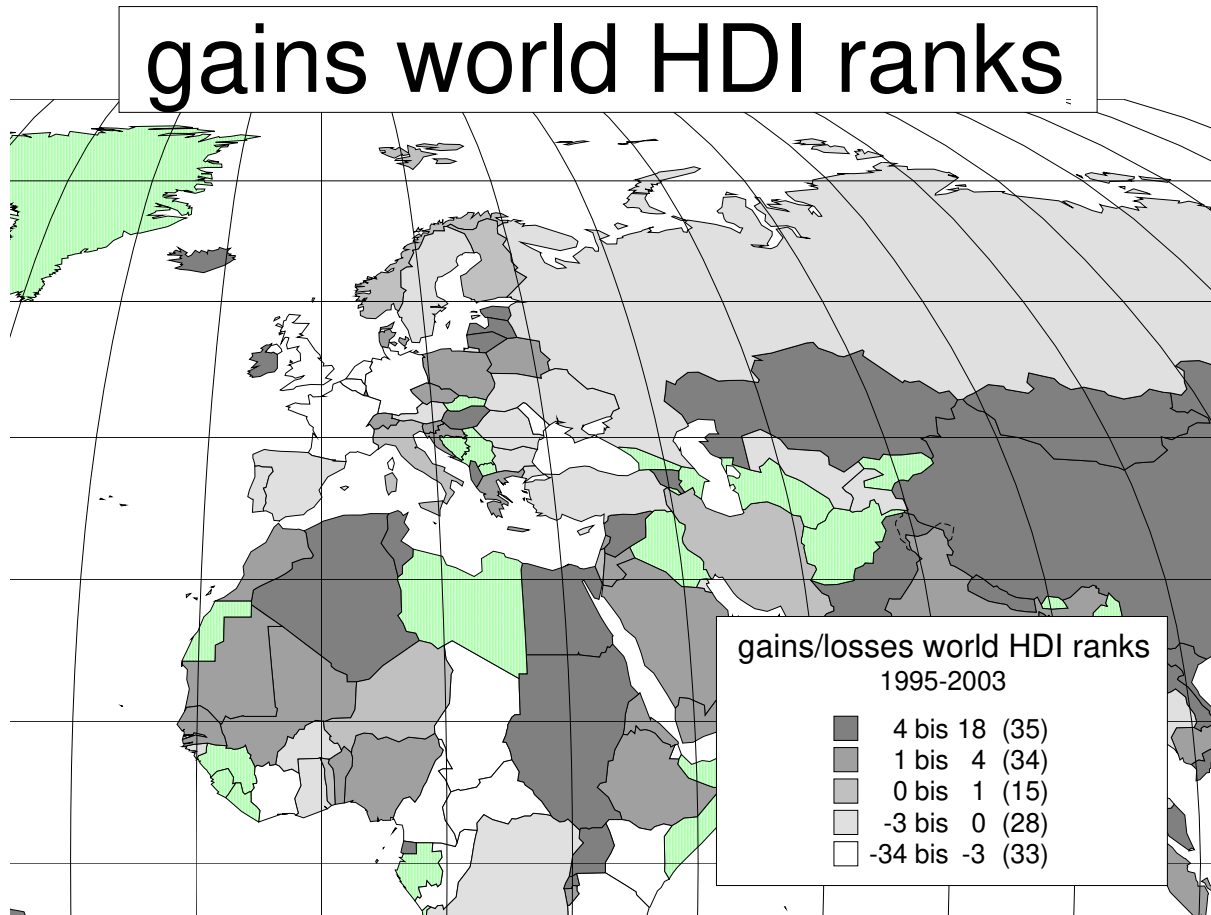 gains world HDI ranks
gains/losses world HDI ranks
1995-2003
4 bis 18 (35)
1 bis 4 (34)
0 bis 1 (15)
-3 bis 0 (28)
-34 bis -3 (33)